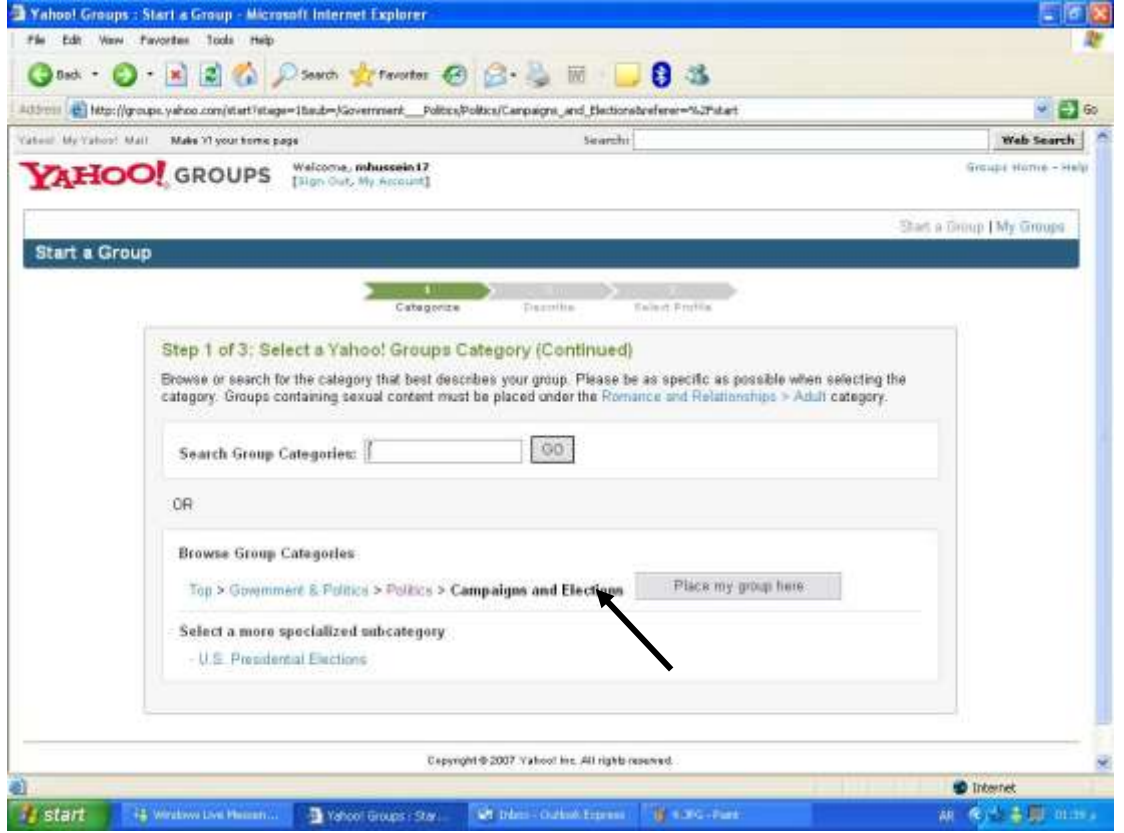 Yahoo! Groups : Start a Group - Microsoft Internet Explorer
File Edit View Favorites Tools Help
Back Search Favorites
Address http://groups.yahoo.com/start?stage=1&sub=/Government___Politics/Politics/Campaigns_and_Elections&referer=%2Fstart Go
Yahoo! My Yahoo! Mail Make Y! your home page Search: Web Search
YAHOO! GROUPS Welcome, mhussein17 Groups Home - Help
[Sign Out, My Account]
Start a Group | My Groups
Start a Group
1
Categorize Describe Select Profile
Step 1 of 3: Select a Yahoo! Groups Category (Continued)
Browse or search for the category that best describes your group. Please be as specific as possible when selecting the
category. Groups containing sexual content must be placed under the Romance and Relationships > Adult category.
Search Group Categories: GO
OR
Browse Group Categories
Top > Government & Politics > Politics > Campaigns and Elections Place my group here
Select a more specialized subcategory
- U.S. Presidential Elections
Copyright © 2007 Yahoo! Inc. All rights reserved.
Internet
start Windows Live Messen... Yahoo! Groups : Star... Inbox - Outlook Express - Paint AR